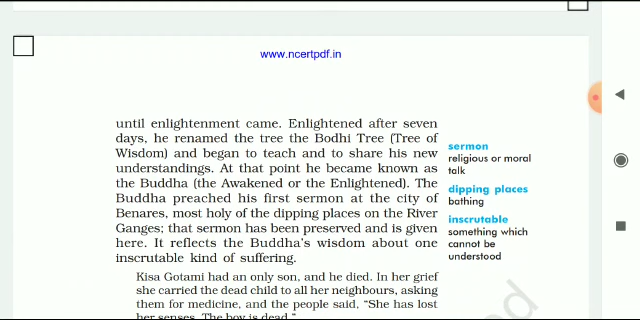 www.ncertpdf.in
until enlightenment came. Enlightened after seven
days, he renamed the tree the Bodhi Tree (Tree of
Wisdom) and began to teach and to share his new
understandings. At that point he became known as
the Buddha (the Awakened or the Enlightened). The
Buddha preached his first sermon at the city of
Benares, most holy of the dipping places on the River
Ganges; that sermon has been preserved and is given
here. It reflects the Buddha's wisdom about one
inscrutable kind of suffering.
Kisa Gotami had an only son, and he died. In her grief
she carried the dead child to all her neighbours, asking
them for medicine, and the people said, “She has lost
her senses. The boy is dead.”
sermon
religious or moral
talk
dipping places
bathing
inscrutable
something which
cannot be
understood